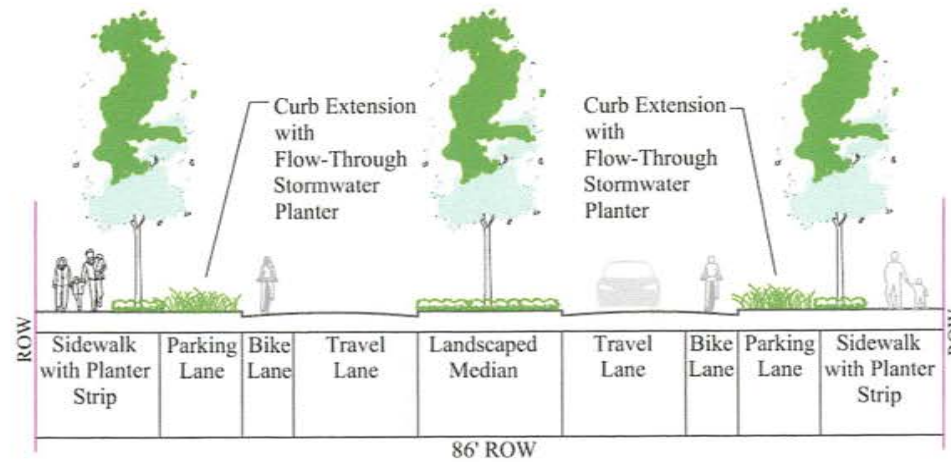 Curb Extension
with
Flow-Through
Stormwater
Planter
Curb Extension
with
Flow-Through
Stormwater
Planter
ROW
Sidewalk
with Planter
Strip
Parking
Lane
Bike
Lane
Travel
Lane
Landscaped
Median
Travel
Lane
Bike
Lane
Parking
Lane
Sidewalk
with Planter
Strip
86' ROW